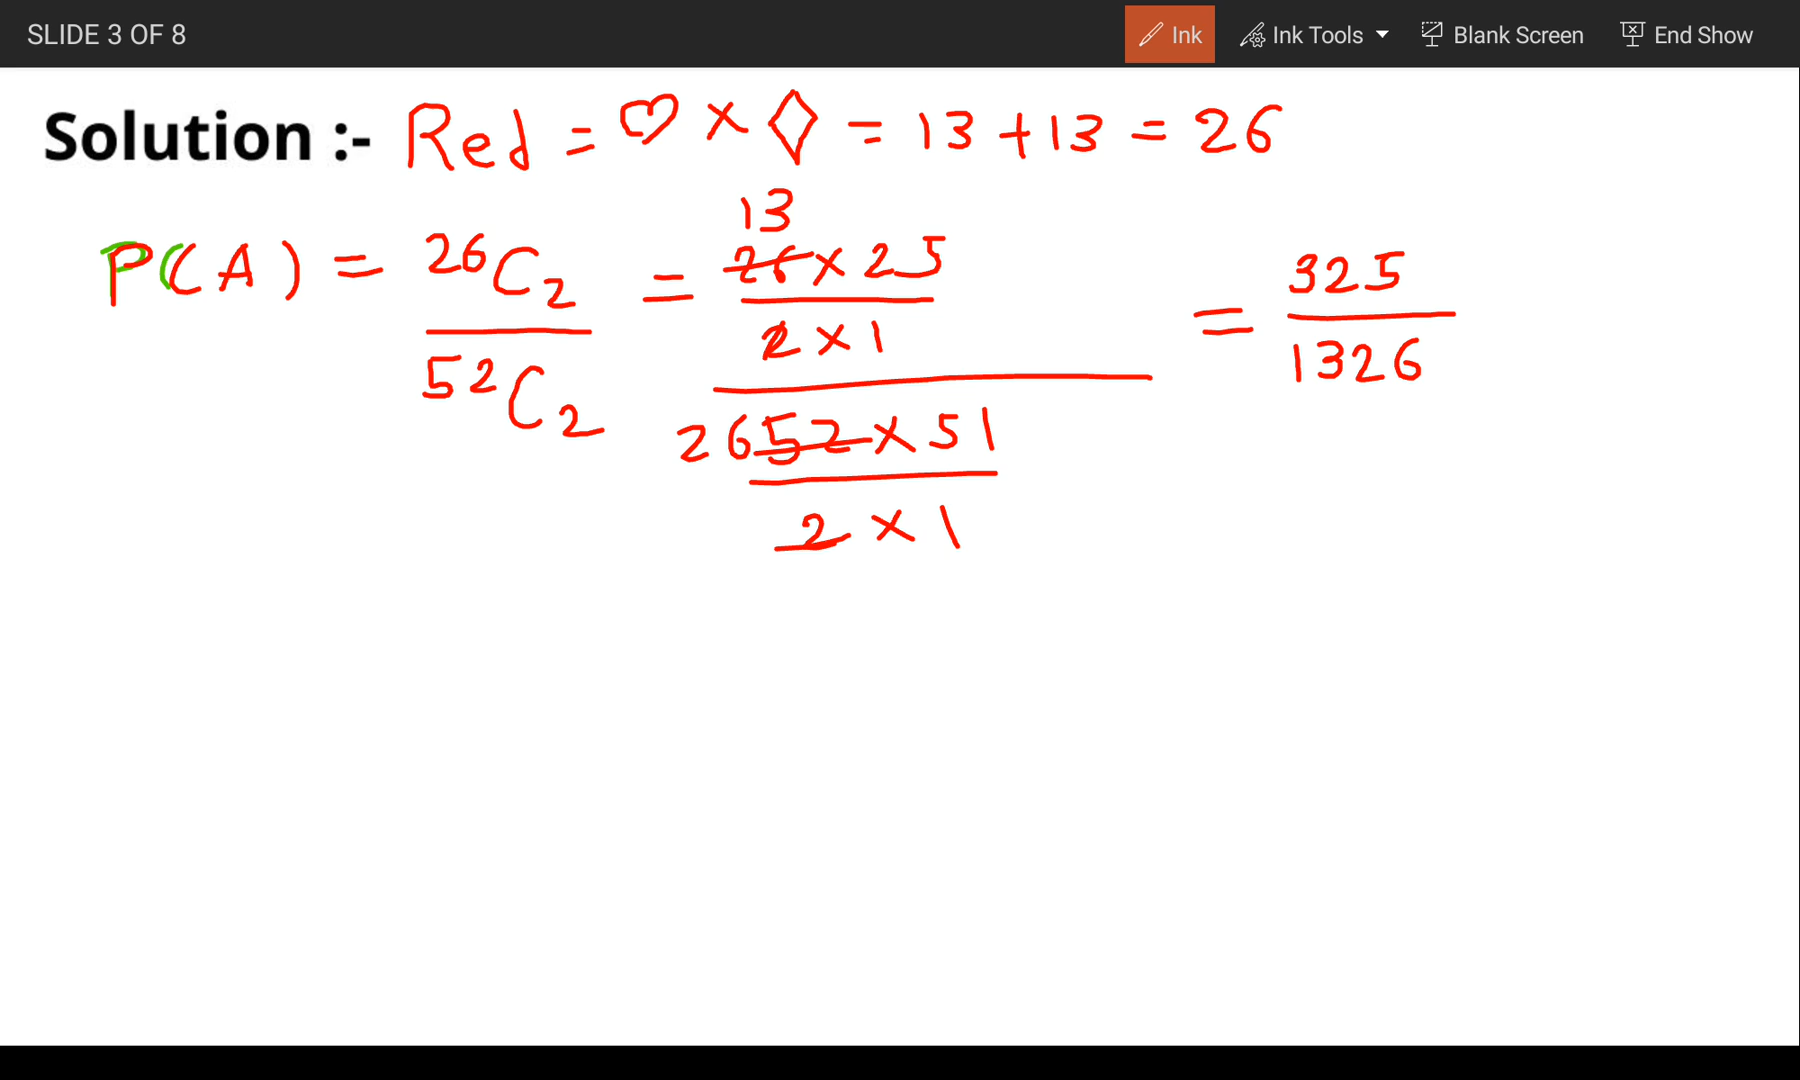 SLIDE 3 OF 8 Ink Ink Tools Blank Screen End Show
Solution :- Red = ♡ × ◇ = 13 + 13 = 26
13
P(A) = 26C2 = 26 × 25 = 325
2 × 1
52C2 1326
26 52 × 51
2 × 1